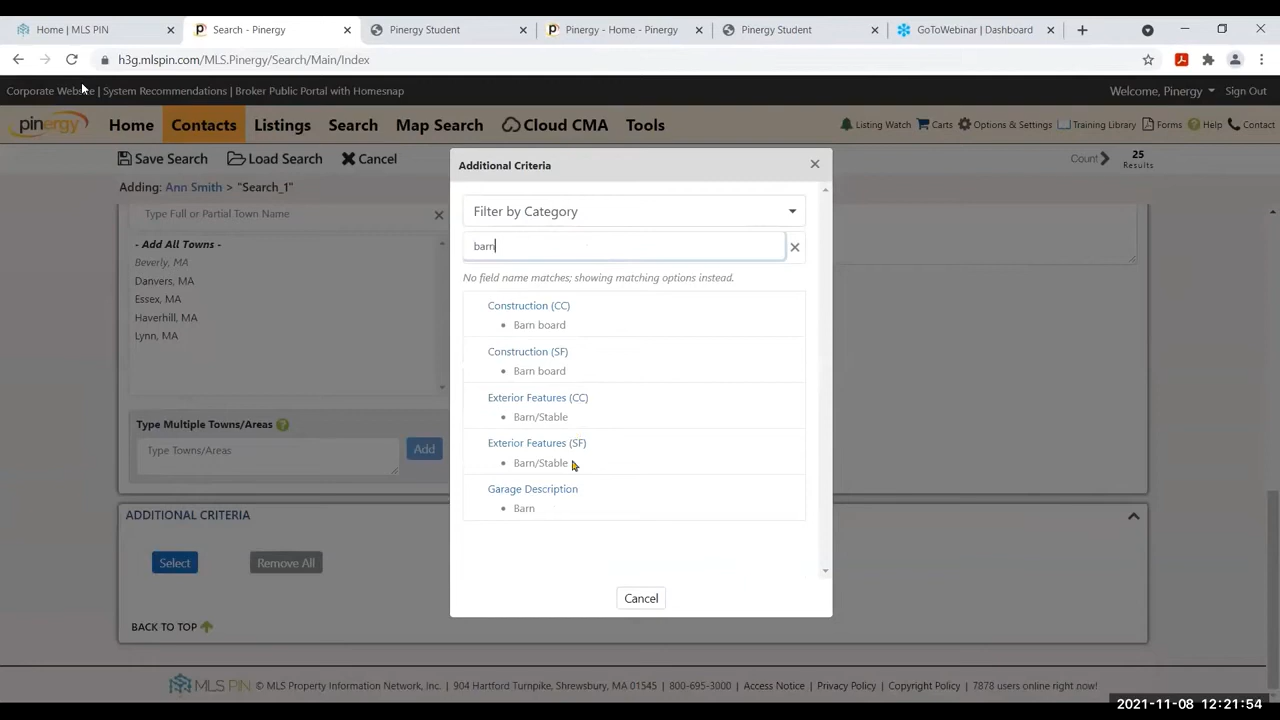 Home | MLS PIN
Search - Pinergy
Pinergy Student
Pinergy - Home - Pinergy
Pinergy Student
GoToWebinar | Dashboard
h3g.mlspin.com/MLS.Pinergy/Search/Main/Index
Corporate Website | System Recommendations | Broker Public Portal with Homesnap
Welcome, Pinergy
Sign Out
pinergy
Home
Contacts
Listings
Search
Map Search
Cloud CMA
Tools
Listing Watch
Carts
Options & Settings
Training Library
Forms
Help
Contact
Save Search
Load Search
Cancel
Count
25
Results
Adding: Ann Smith > "Search_1"
Type Full or Partial Town Name
- Add All Towns -
Beverly, MA
Danvers, MA
Essex, MA
Haverhill, MA
Lynn, MA
Type Multiple Towns/Areas
Type Towns/Areas
Add
ADDITIONAL CRITERIA
Select
Remove All
BACK TO TOP
Additional Criteria
Filter by Category
barn
No field name matches; showing matching options instead.
Construction (CC)
• Barn board
Construction (SF)
• Barn board
Exterior Features (CC)
• Barn/Stable
Exterior Features (SF)
• Barn/Stable
Garage Description
• Barn
Cancel
MLS PIN © MLS Property Information Network, Inc. | 904 Hartford Turnpike, Shrewsbury, MA 01545 | 800-695-3000 | Access Notice | Privacy Policy | Copyright Policy | 7878 users online right now!
2021-11-08 12:21:54